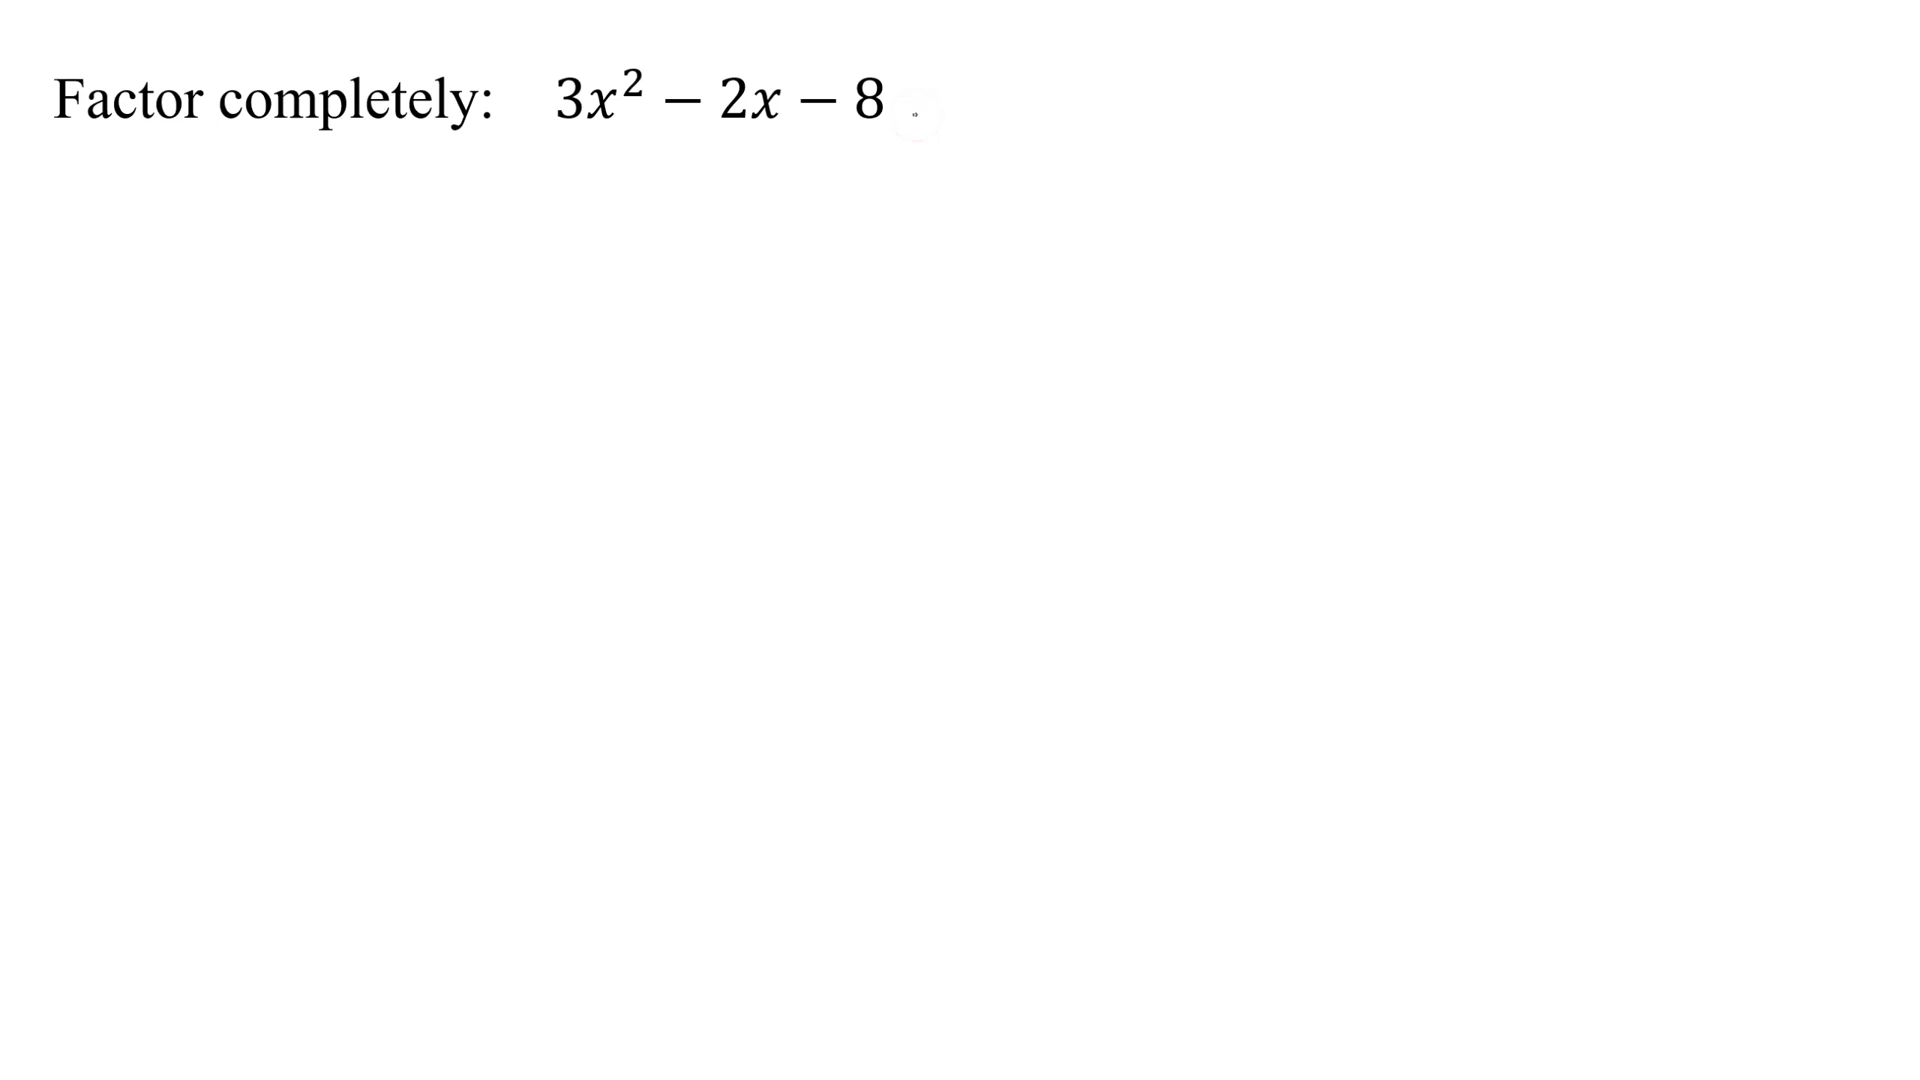 Factor completely: 3x² − 2x − 8